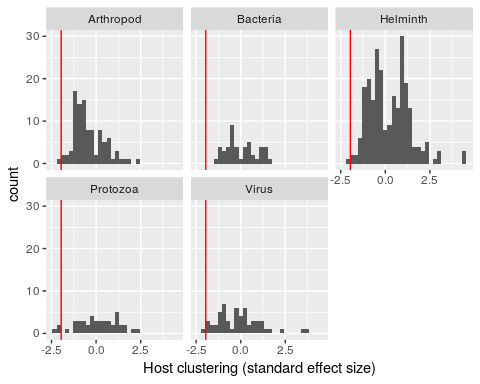 Arthropod Bacteria Helminth
30
20
10
0
-2.5 0.0 2.5
Protozoa Virus
30
20
10
0
-2.5 0.0 2.5 -2.5 0.0 2.5
count
Host clustering (standard effect size)